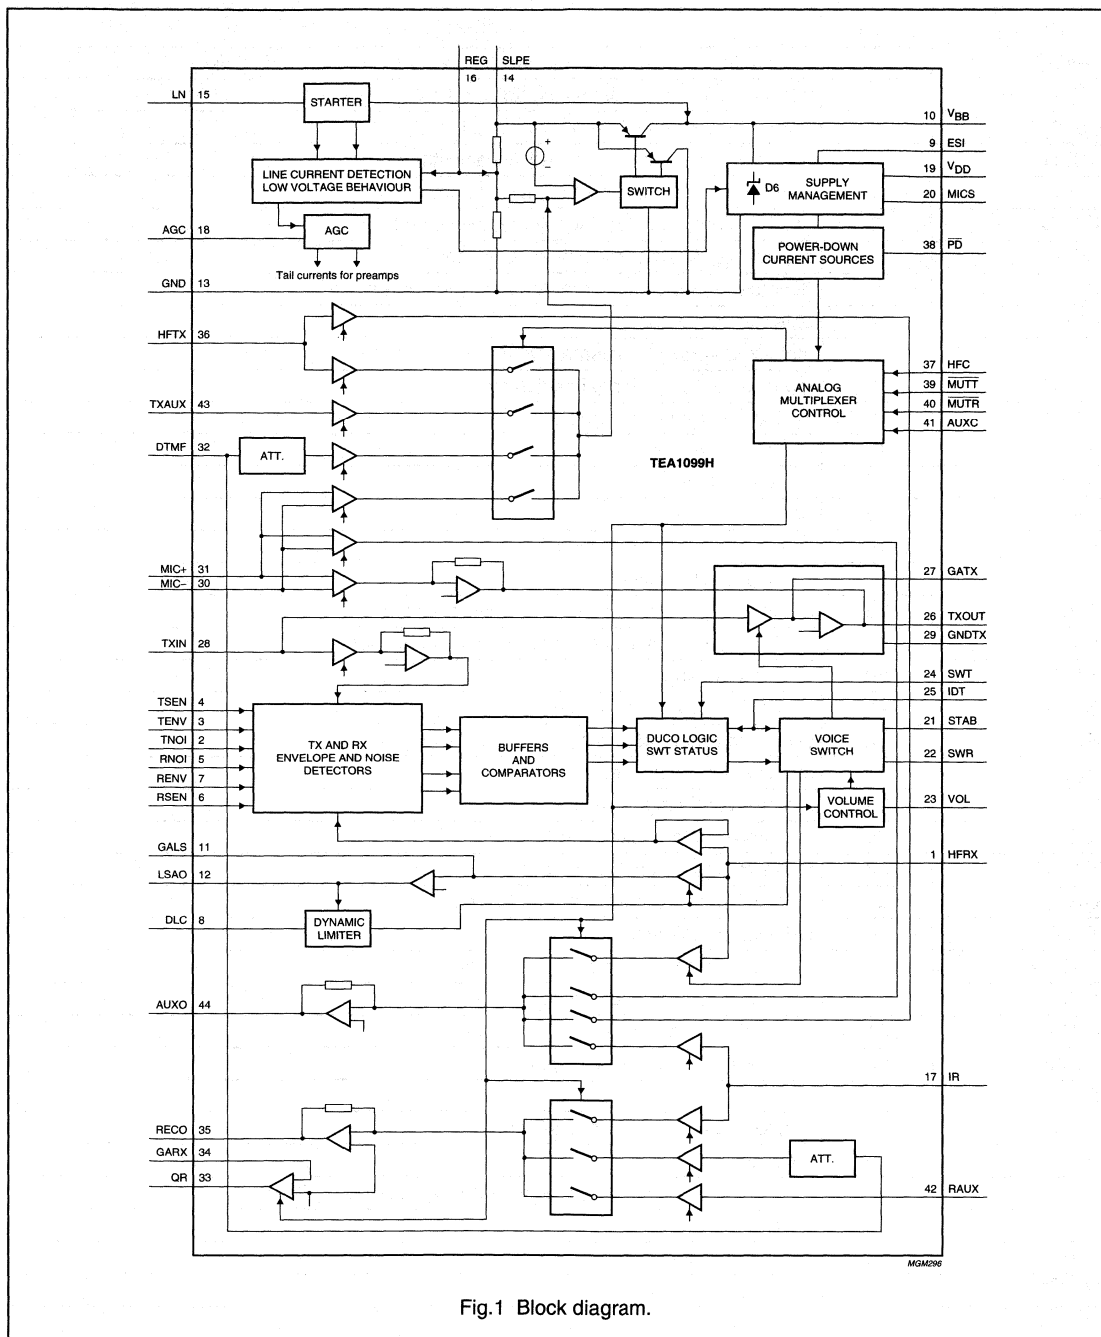 REG SLPE
16 14
LN 15
STARTER
10 VBB
9 ESI
LINE CURRENT DETECTION
LOW VOLTAGE BEHAVIOUR
+
−
SWITCH
D6
SUPPLY
MANAGEMENT
19 VDD
20 MICS
AGC 18
AGC
POWER-DOWN
CURRENT SOURCES
38 P̅D̅
Tail currents for preamps
GND 13
HFTX 36
ANALOG
MULTIPLEXER
CONTROL
37 HFC
39 M̅U̅T̅T̅
40 M̅U̅T̅R̅
41 AUXC
TXAUX 43
DTMF 32
ATT.
TEA1099H
MIC+ 31
MIC− 30
27 GATX
26 TXOUT
29 GNDTX
TXIN 28
24 SWT
25 IDT
TSEN 4
TENV 3
TNOI 2
RNOI 5
RENV 7
RSEN 6
TX AND RX
ENVELOPE AND NOISE
DETECTORS
BUFFERS
AND
COMPARATORS
DUCO LOGIC
SWT STATUS
VOICE
SWITCH
21 STAB
22 SWR
VOLUME
CONTROL
23 VOL
GALS 11
1 HFRX
LSAO 12
DLC 8
DYNAMIC
LIMITER
AUXO 44
17 IR
RECO 35
GARX 34
QR 33
ATT.
42 RAUX
MGM296
Fig.1 Block diagram.